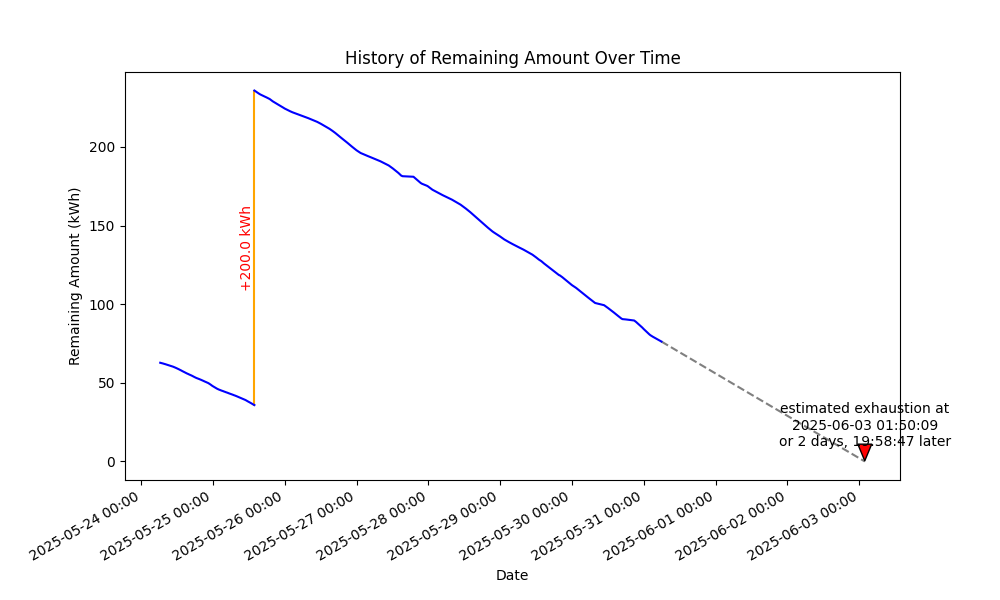 History of Remaining Amount Over Time
Remaining Amount (kWh)
200
150
100
50
0
+200.0 kWh
estimated exhaustion at
2025-06-03 01:50:09
or 2 days, 19:58:47 later
2025-05-24 00:00
2025-05-25 00:00
2025-05-26 00:00
2025-05-27 00:00
2025-05-28 00:00
2025-05-29 00:00
2025-05-30 00:00
2025-05-31 00:00
2025-06-01 00:00
2025-06-02 00:00
2025-06-03 00:00
Date